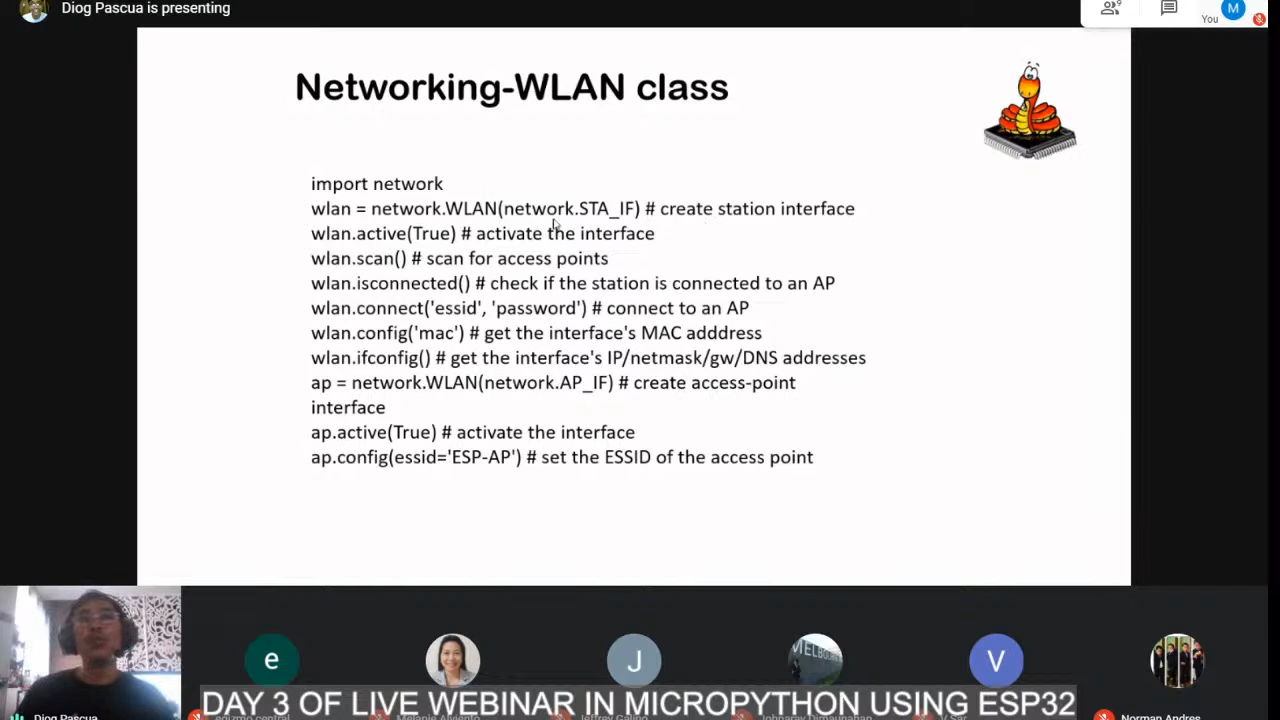 Diog Pascua is presenting
9
You
M
Networking-WLAN class
import network
wlan = network.WLAN(network.STA_IF) # create station interface
wlan.active(True) # activate the interface
wlan.scan() # scan for access points
wlan.isconnected() # check if the station is connected to an AP
wlan.connect('essid', 'password') # connect to an AP
wlan.config('mac') # get the interface's MAC adddress
wlan.ifconfig() # get the interface's IP/netmask/gw/DNS addresses
ap = network.WLAN(network.AP_IF) # create access-point
interface
ap.active(True) # activate the interface
ap.config(essid='ESP-AP') # set the ESSID of the access point
e
J
MELBOU
V
DAY 3 OF LIVE WEBINAR IN MICROPYTHON USING ESP32
Diog Pascua
Norman Andres